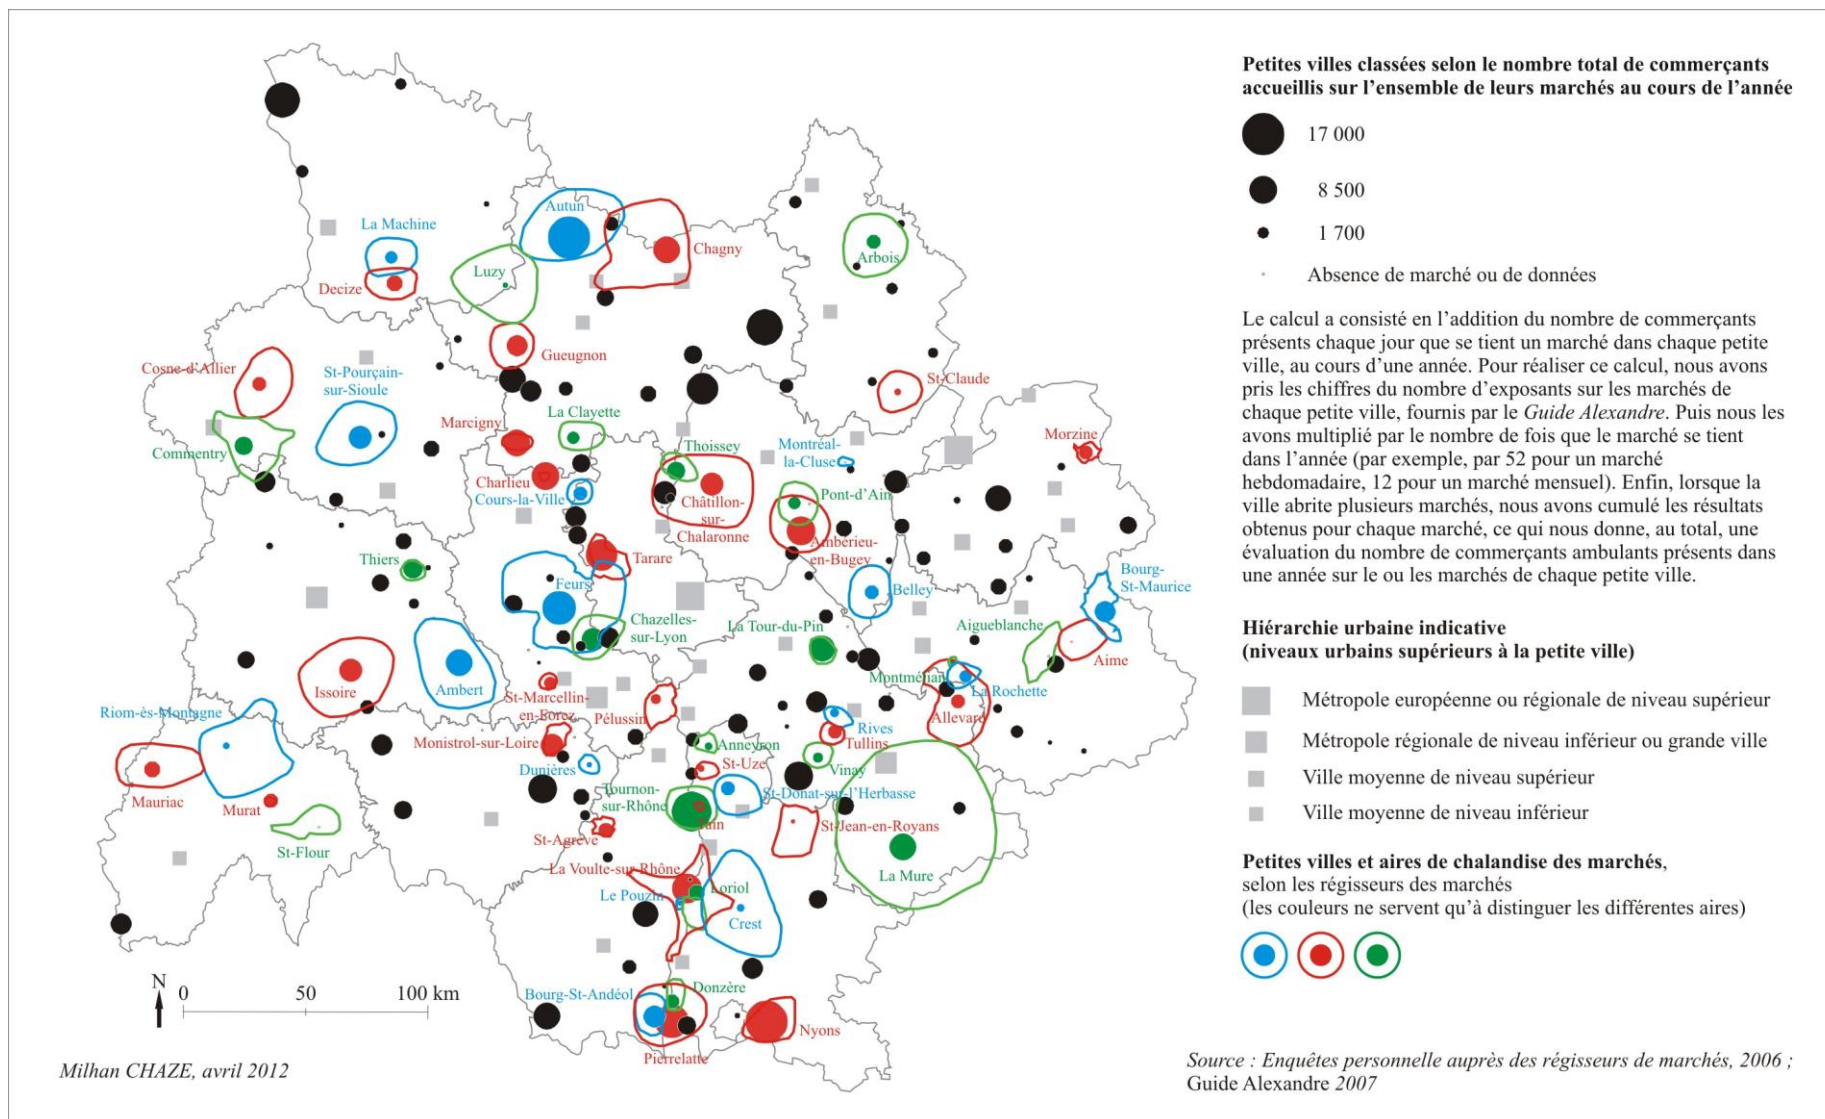 Petites villes classées selon le nombre total de commerçants
accueillis sur l’ensemble de leurs marchés au cours de l’année
17 000
8 500
1 700
Absence de marché ou de données
Le calcul a consisté en l’addition du nombre de commerçants
présents chaque jour que se tient un marché dans chaque petite
ville, au cours d’une année. Pour réaliser ce calcul, nous avons
pris les chiffres du nombre d’exposants sur les marchés de
chaque petite ville, fournis par le Guide Alexandre. Puis nous les
avons multiplié par le nombre de fois que le marché se tient
dans l’année (par exemple, par 52 pour un marché
hebdomadaire, 12 pour un marché mensuel). Enfin, lorsque la
ville abrite plusieurs marchés, nous avons cumulé les résultats
obtenus pour chaque marché, ce qui nous donne, au total, une
évaluation du nombre de commerçants ambulants présents dans
une année sur le ou les marchés de chaque petite ville.
Hiérarchie urbaine indicative
(niveaux urbains supérieurs à la petite ville)
Métropole européenne ou régionale de niveau supérieur
Métropole régionale de niveau inférieur ou grande ville
Ville moyenne de niveau supérieur
Ville moyenne de niveau inférieur
Petites villes et aires de chalandise des marchés,
selon les régisseurs des marchés
(les couleurs ne servent qu’à distinguer les différentes aires)
Autun
La Machine
Chagny
Arbois
Luzy
Decize
Gueugnon
Cosne-d’Allier
St-Pourçain-
sur-Sioule
St-Claude
La Clayette
Marcigny
Morzine
Thoissey
Montréal-
la-Cluse
Commentry
Charlieu
Cours-la-Ville
Pont-d’Ain
Châtillon-
sur-
Chalaronne
Ambérieu-
en-Bugey
Thiers
Tarare
Feurs
Belley
Bourg-
St-Maurice
Chazelles-
sur-Lyon
La Tour-du-Pin
Aigueblanche
Aime
Montmélian
La Rochette
Issoire
Ambert
St-Marcellin-
en-Forez
Pélussin
Allevard
Riom-ès-Montagne
Rives
Tullins
Monistrol-sur-Loire
Anneyron
St-Uze
Vinay
Dunières
Mauriac
Murat
Tournon-
sur-Rhône
St-Donat-sur-l’Herbasse
Tain
St-Jean-en-Royans
St-Agrève
St-Flour
La Voulte-sur-Rhône
La Mure
Loriol
Le Pouzin
Crest
Donzère
Bourg-St-Andéol
Nyons
Pierrelatte
N
0 50 100 km
Milhan CHAZE, avril 2012
Source : Enquêtes personnelle auprès des régisseurs de marchés, 2006 ;
Guide Alexandre 2007